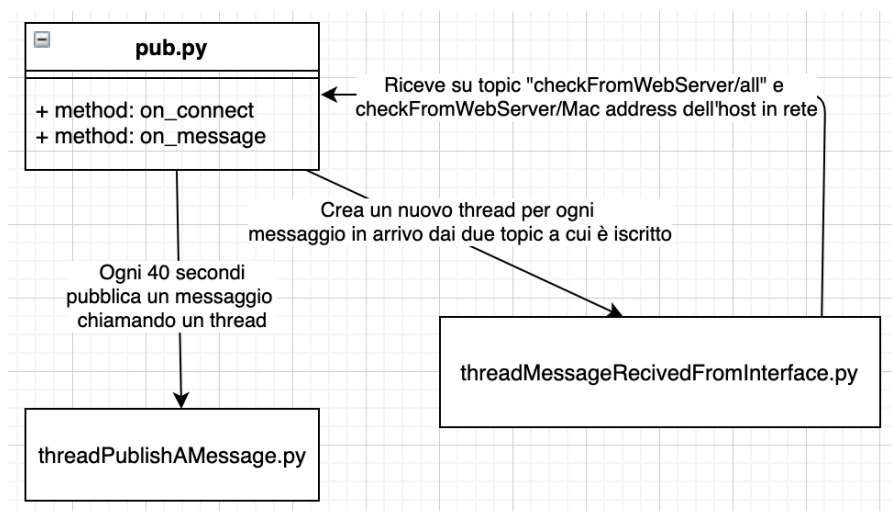 pub.py
+ method: on_connect
+ method: on_message
Riceve su topic "checkFromWebServer/all" e
checkFromWebServer/Mac address dell'host in rete
Crea un nuovo thread per ogni
messaggio in arrivo dai due topic a cui è iscritto
Ogni 40 secondi
pubblica un messaggio
chiamando un thread
threadMessageRecivedFromInterface.py
threadPublishAMessage.py